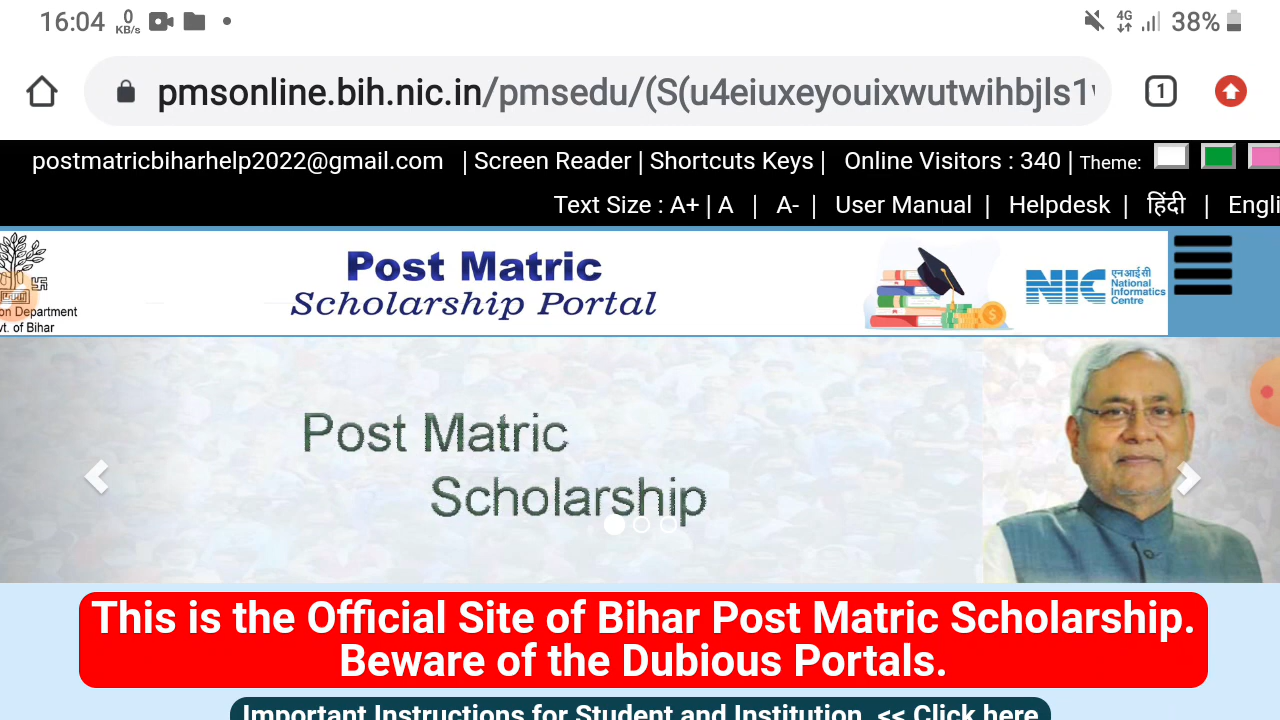 16:04 0 KB/s 4G 38%
pmsonline.bih.nic.in/pmsedu/(S(u4eiuxeyouixwutwihbjls1
1
postmatricbiharhelp2022@gmail.com | Screen Reader | Shortcuts Keys | Online Visitors : 340 | Theme:
Text Size : A+ | A | A- | User Manual | Helpdesk | हिंदी | Engli
Post Matric
Scholarship Portal
on Department
vt. of Bihar
NIC एन आई सी
National
Informatics
Centre
Post Matric
Scholarship
This is the Official Site of Bihar Post Matric Scholarship.
Beware of the Dubious Portals.
Important Instructions for Student and Institution. << Click here